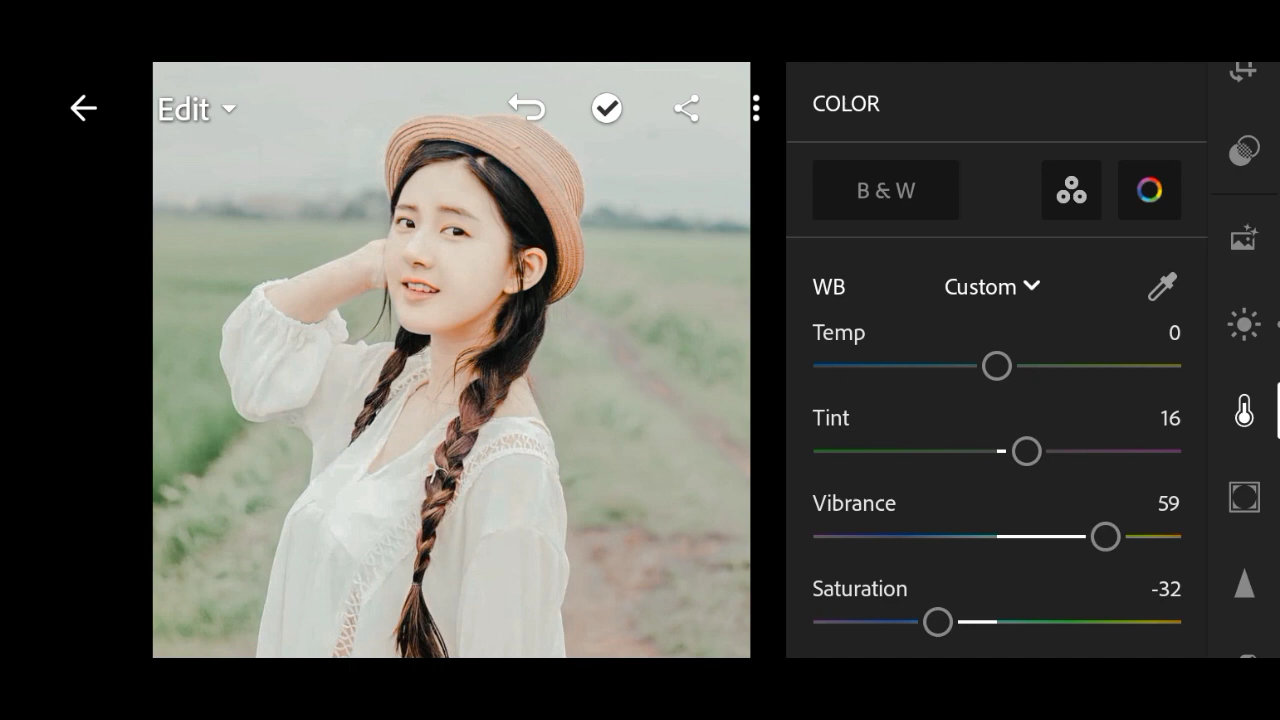 Edit
COLOR
B & W
WB Custom
Temp 0
Tint 16
Vibrance 59
Saturation -32